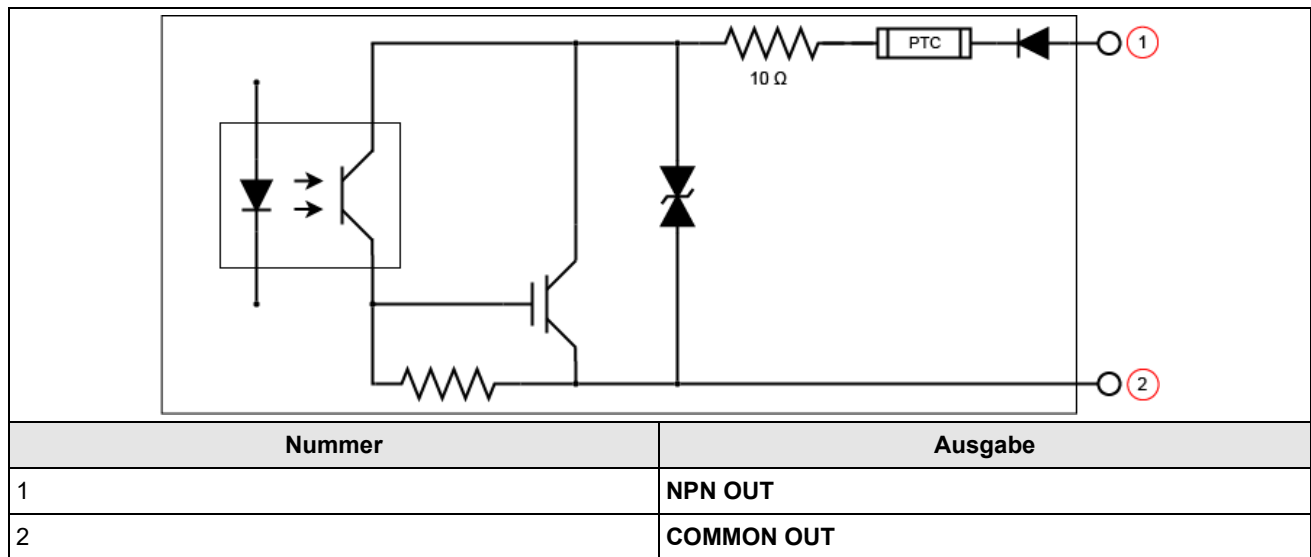 PTC
1
10 Ω
2
Nummer Ausgabe
1 NPN OUT
2 COMMON OUT